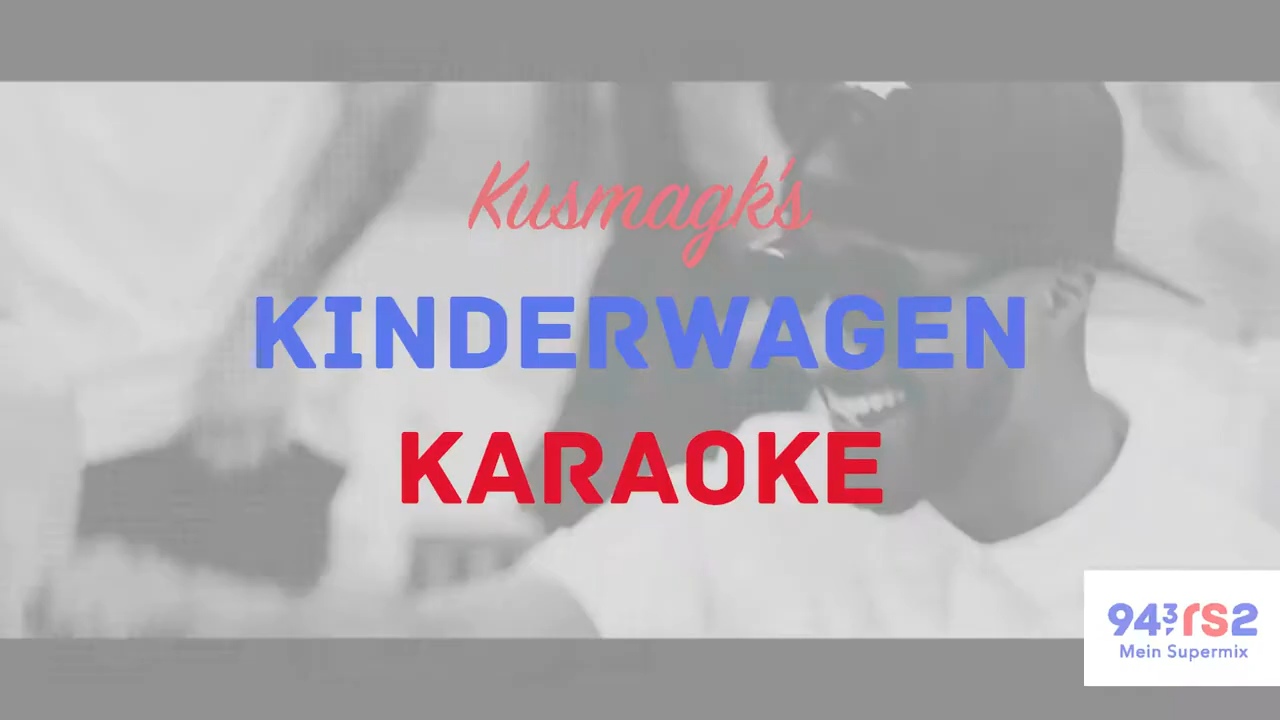 Kusmagk's
KINDERWAGEN
KARAOKE
94,3 rs2
Mein Supermix